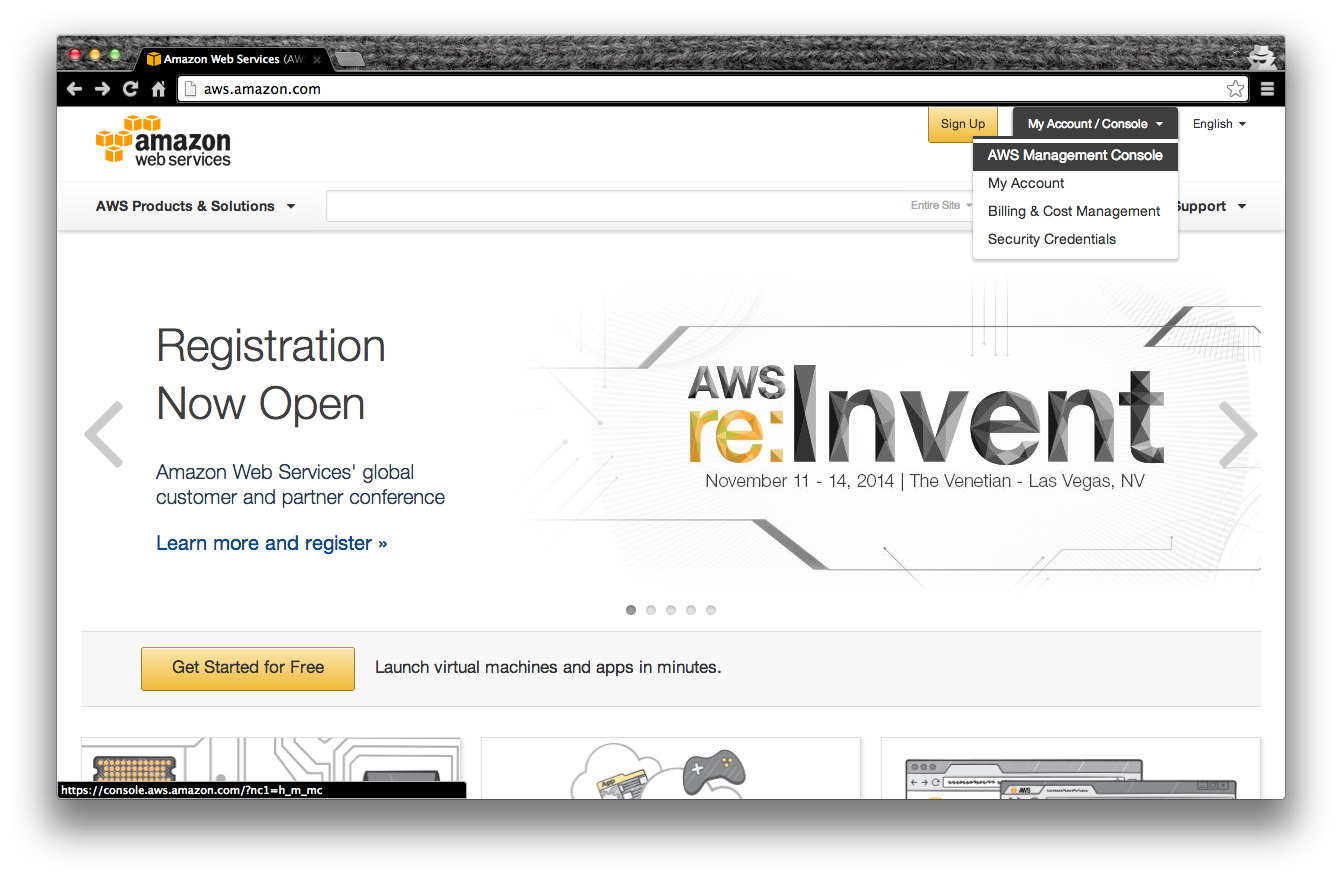 Amazon Web Services (AW
aws.amazon.com
amazon
web services
Sign Up
My Account / Console
English
AWS Management Console
My Account
Billing & Cost Management
Security Credentials
AWS Products & Solutions
Entire Site
Support
Registration
Now Open
Amazon Web Services' global
customer and partner conference
Learn more and register »
AWS
re:Invent
November 11 - 14, 2014 | The Venetian - Las Vegas, NV
Get Started for Free
Launch virtual machines and apps in minutes.
App
AWS
https://console.aws.amazon.com/?nc1=h_m_mc